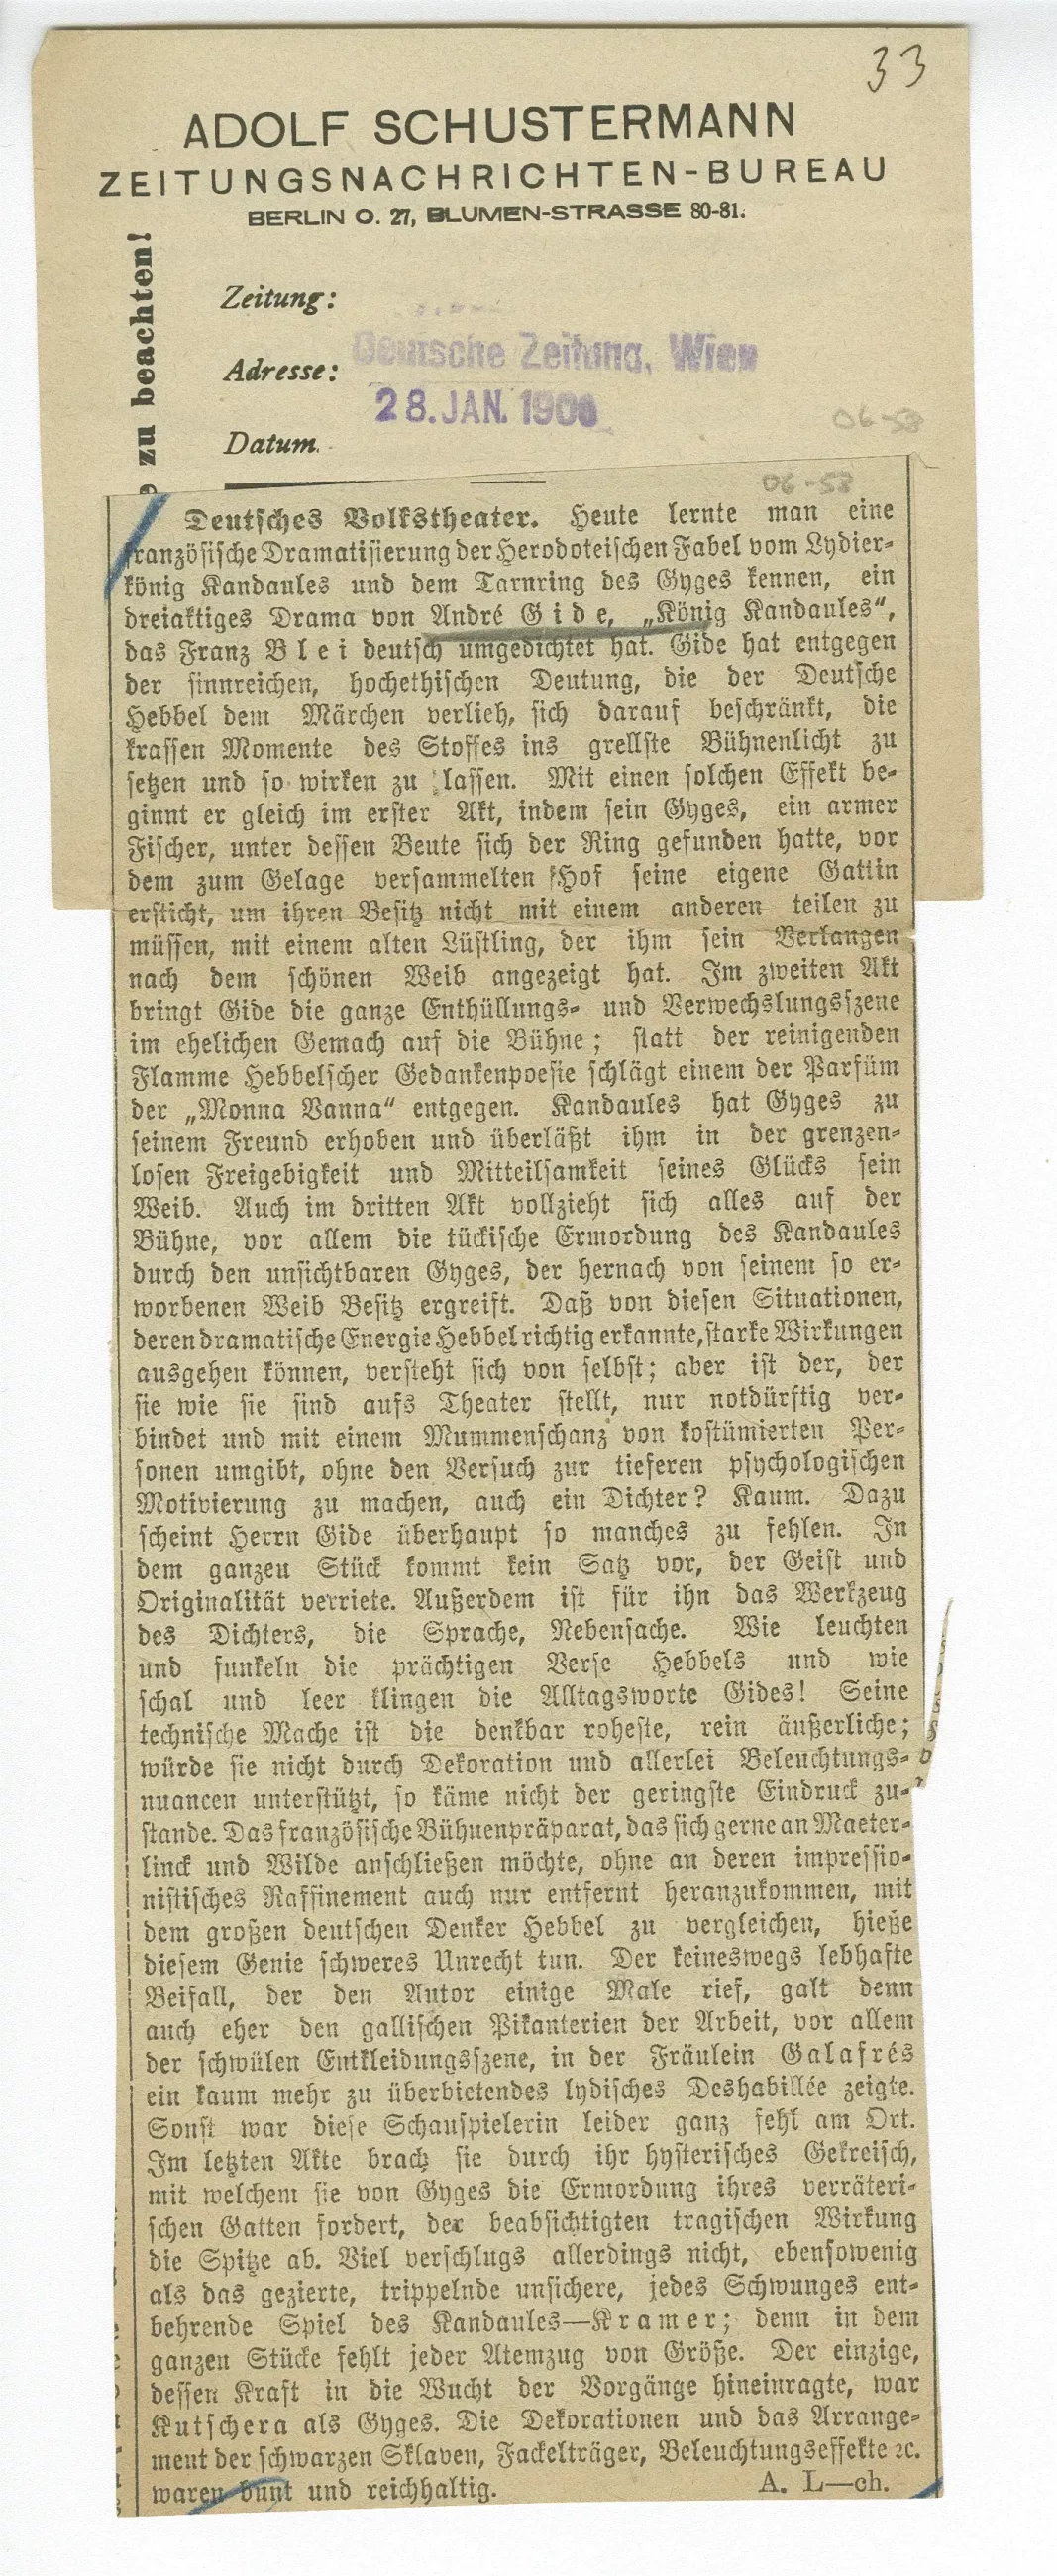 33
ADOLF SCHUSTERMANN
ZEITUNGSNACHRICHTEN-BUREAU
BERLIN O. 27, BLUMEN-STRASSE 80-81.
zu beachten!
Zeitung:
Deutsche Zeitung, Wien
Adresse:
28. JAN. 1906
06-58
Datum.
06-58
Deutsches Volkstheater. Heute lernte man eine
französische Dramatisierung der Herodoteischen Fabel vom Lydier-
könig Kandaules und dem Tarnring des Gyges kennen, ein
dreiaktiges Drama von André Gide, „König Kandaules“,
das Franz Blei deutsch umgedichtet hat. Gide hat entgegen
der sinnreichen, hochethischen Deutung, die der Deutsche
Hebbel dem Märchen verlieh, sich darauf beschränkt, die
krassen Momente des Stoffes ins grellste Bühnenlicht zu
setzen und so wirken zu lassen. Mit einen solchen Effekt be-
ginnt er gleich im erster Akt, indem sein Gyges, ein armer
Fischer, unter dessen Beute sich der Ring gefunden hatte, vor
dem zum Gelage versammelten Hof seine eigene Gattin
ersticht, um ihren Besitz nicht mit einem anderen teilen zu
müssen, mit einem alten Lüstling, der ihm sein Verlangen
nach dem schönen Weib angezeigt hat. Im zweiten Akt
bringt Gide die ganze Enthüllungs- und Verwechslungsszene
im ehelichen Gemach auf die Bühne; statt der reinigenden
Flamme Hebbelscher Gedankenpoesie schlägt einem der Parfüm
der „Monna Vanna“ entgegen. Kandaules hat Gyges zu
seinem Freund erhoben und überläßt ihm in der grenzen-
losen Freigebigkeit und Mitteilsamkeit seines Glücks sein
Weib. Auch im dritten Akt vollzieht sich alles auf der
Bühne, vor allem die tückische Ermordung des Kandaules
durch den unsichtbaren Gyges, der hernach von seinem so er-
worbenen Weib Besitz ergreift. Daß von diesen Situationen,
deren dramatische Energie Hebbel richtig erkannte, starke Wirkungen
ausgehen können, versteht sich von selbst; aber ist der, der
sie wie sie sind aufs Theater stellt, nur notdürftig ver-
bindet und mit einem Mummenschanz von kostümierten Per-
sonen umgibt, ohne den Versuch zur tieferen psychologischen
Motivierung zu machen, auch ein Dichter? Kaum. Dazu
scheint Herrn Gide überhaupt so manches zu fehlen. In
dem ganzen Stück kommt kein Satz vor, der Geist und
Originalität verriete. Außerdem ist für ihn das Werkzeug
des Dichters, die Sprache, Nebensache. Wie leuchten
und funkeln die prächtigen Verse Hebbels und wie
schal und leer klingen die Alltagsworte Gides! Seine
technische Mache ist die denkbar roheste, rein äußerliche;
würde sie nicht durch Dekoration und allerlei Beleuchtungs-
nuancen unterstützt, so käme nicht der geringste Eindruck zu-
stande. Das französische Bühnenpräparat, das sich gerne an Maeter-
linck und Wilde anschließen möchte, ohne an deren impressio-
nistisches Raffinement auch nur entfernt heranzukommen, mit
dem großen deutschen Denker Hebbel zu vergleichen, hieße
diesem Genie schweres Unrecht tun. Der keineswegs lebhafte
Beifall, der den Autor einige Male rief, galt denn
auch eher den gallischen Pikanterien der Arbeit, vor allem
der schwülen Entkleidungsszene, in der Fräulein Galafrés
ein kaum mehr zu überbietendes lydisches Deshabillée zeigte.
Sonst war diese Schauspielerin leider ganz fehl am Ort.
Im letzten Akte brach sie durch ihr hysterisches Gekreisch,
mit welchem sie von Gyges die Ermordung ihres verräteri-
schen Gatten fordert, der beabsichtigten tragischen Wirkung
die Spitze ab. Viel verschlugs allerdings nicht, ebensowenig
als das gezierte, trippelnde unsichere, jedes Schwunges ent-
behrende Spiel des Kandaules—Kramer; denn in dem
ganzen Stücke fehlt jeder Atemzug von Größe. Der einzige,
dessen Kraft in die Wucht der Vorgänge hineinragte, war
Kutschera als Gyges. Die Dekorationen und das Arrange-
ment der schwarzen Sklaven, Fackelträger, Beleuchtungseffekte ꝛc.
waren bunt und reichhaltig. A. L—ch.